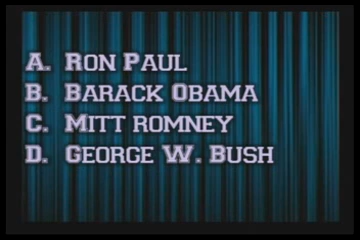 A. RON PAUL
B. BARACK OBAMA
C. MITT ROMNEY
D. GEORGE W. BUSH